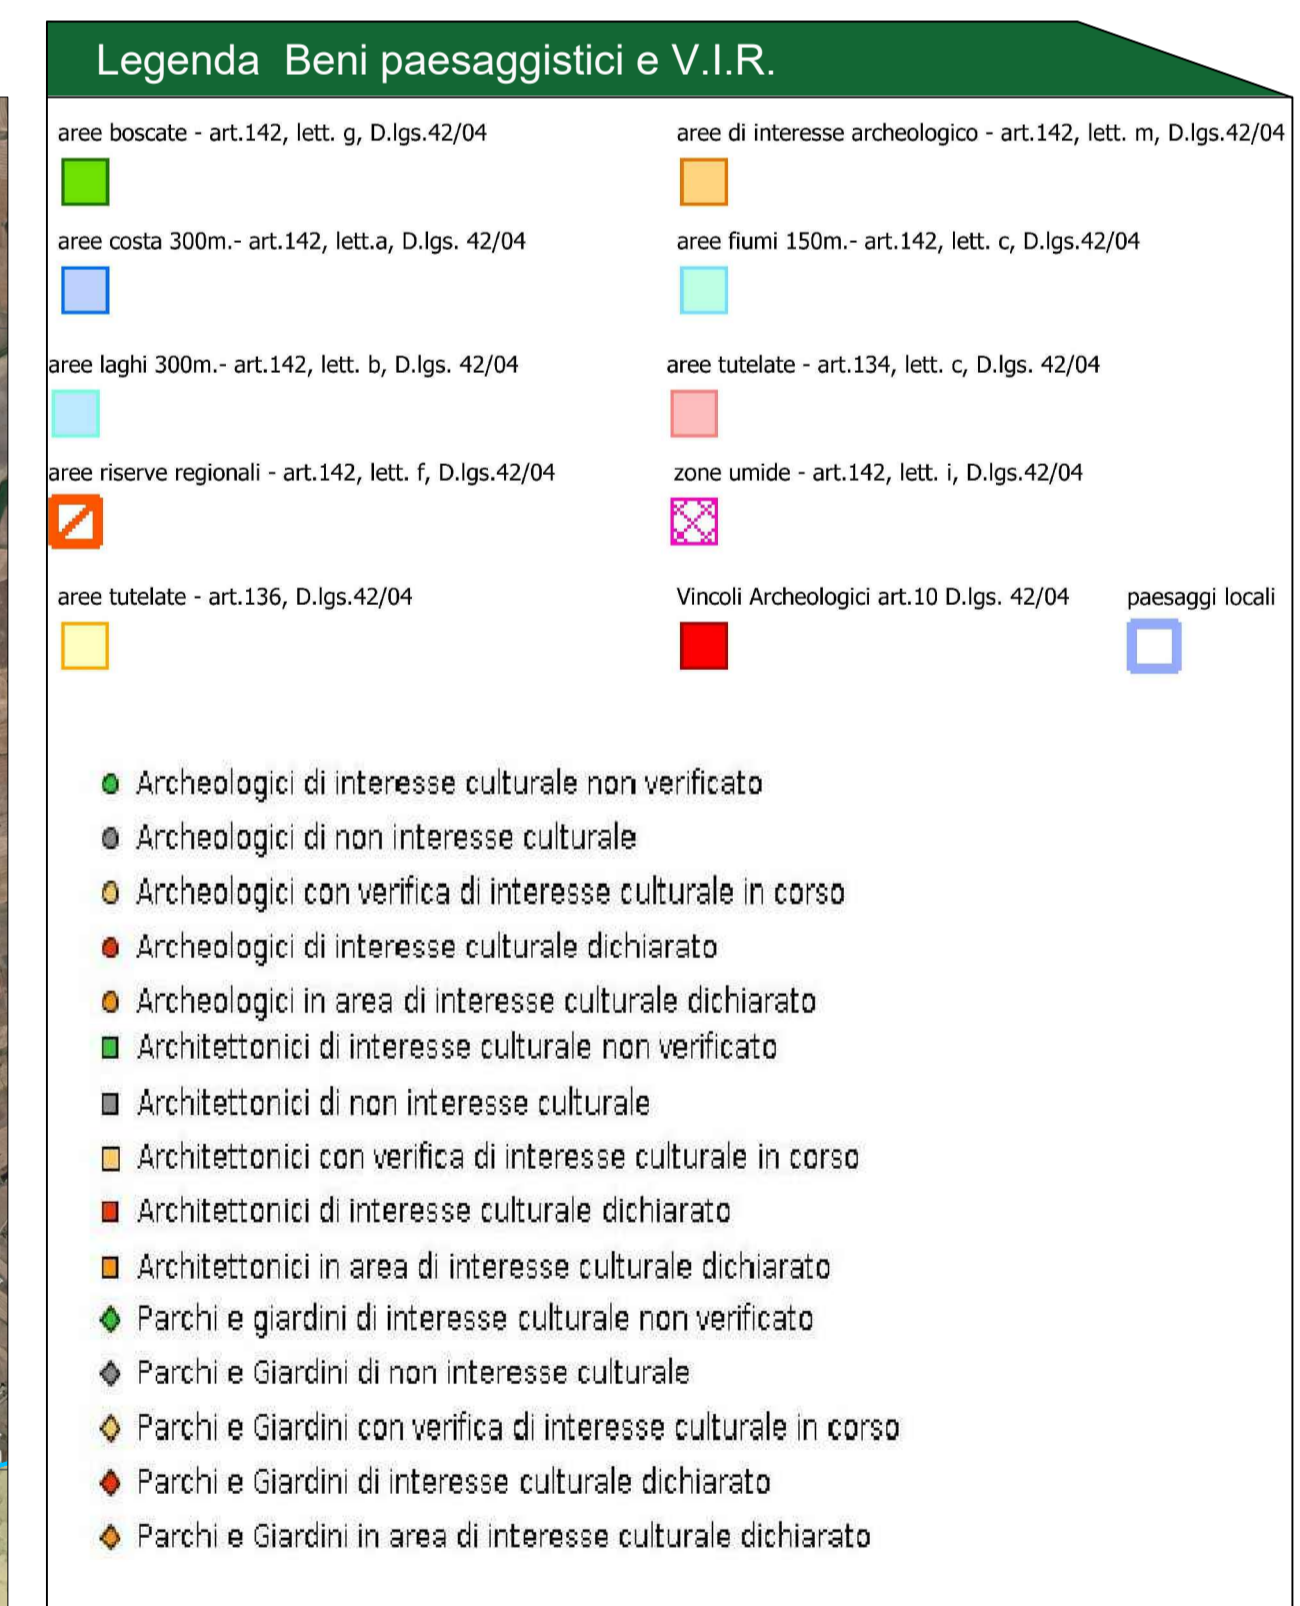 Legenda  Beni paesaggistici e V.I.R.
aree boscate - art.142, lett. g, D.lgs.42/04
aree di interesse archeologico - art.142, lett. m, D.lgs.42/04
aree costa 300m.- art.142, lett.a, D.lgs. 42/04
aree fiumi 150m.- art.142, lett. c, D.lgs.42/04
aree laghi 300m.- art.142, lett. b, D.lgs. 42/04
aree tutelate - art.134, lett. c, D.lgs. 42/04
aree riserve regionali - art.142, lett. f, D.lgs.42/04
zone umide - art.142, lett. i, D.lgs.42/04
aree tutelate - art.136, D.lgs.42/04
Vincoli Archeologici art.10 D.lgs. 42/04
paesaggi locali
Archeologici di interesse culturale non verificato
Archeologici di non interesse culturale
Archeologici con verifica di interesse culturale in corso
Archeologici di interesse culturale dichiarato
Archeologici in area di interesse culturale dichiarato
Architettonici di interesse culturale non verificato
Architettonici di non interesse culturale
Architettonici con verifica di interesse culturale in corso
Architettonici di interesse culturale dichiarato
Architettonici in area di interesse culturale dichiarato
Parchi e giardini di interesse culturale non verificato
Parchi e Giardini di non interesse culturale
Parchi e Giardini con verifica di interesse culturale in corso
Parchi e Giardini di interesse culturale dichiarato
Parchi e Giardini in area di interesse culturale dichiarato